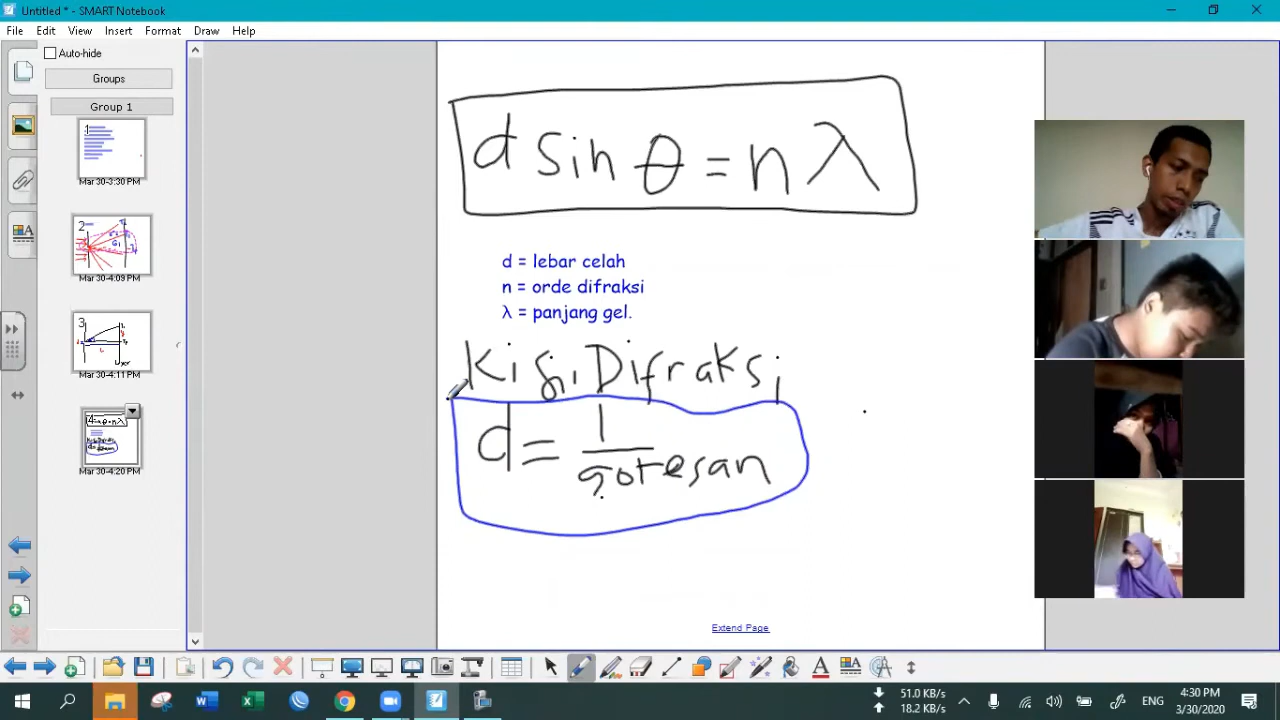 Untitled * - SMART Notebook
File Edit View Insert Format Draw Help
Auto-hide
Groups
Group 1
1
Mar 30-3:30 PM
2
Mar 30-4:09 PM
3
Mar 30-4:11 PM
Mar 30-4:20 PM
d sin θ = n λ
d = lebar celah
n = orde difraksi
λ = panjang gel.
Kisi Difraksi
d = 1
goresan
Extend Page
51.0 KB/s
18.2 KB/s
ENG
4:30 PM
3/30/2020